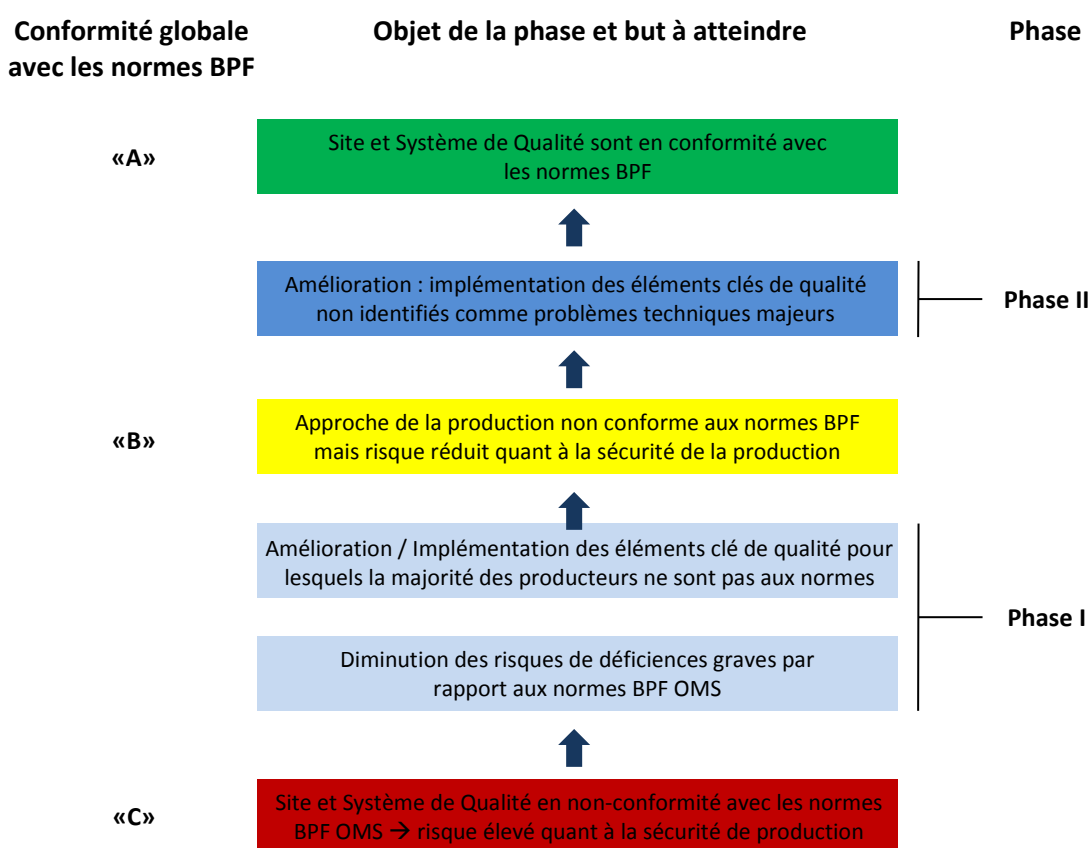 Conformité globale
avec les normes BPF
Objet de la phase et but à atteindre
Phase
«A»
Site et Système de Qualité sont en conformité avec
les normes BPF
Amélioration : implémentation des éléments clés de qualité
non identifiés comme problèmes techniques majeurs
Phase II
«B»
Approche de la production non conforme aux normes BPF
mais risque réduit quant à la sécurité de la production
Amélioration / Implémentation des éléments clé de qualité pour
lesquels la majorité des producteurs ne sont pas aux normes
Phase I
Diminution des risques de déficiences graves par
rapport aux normes BPF OMS
«C»
Site et Système de Qualité en non-conformité avec les normes
BPF OMS → risque élevé quant à la sécurité de production